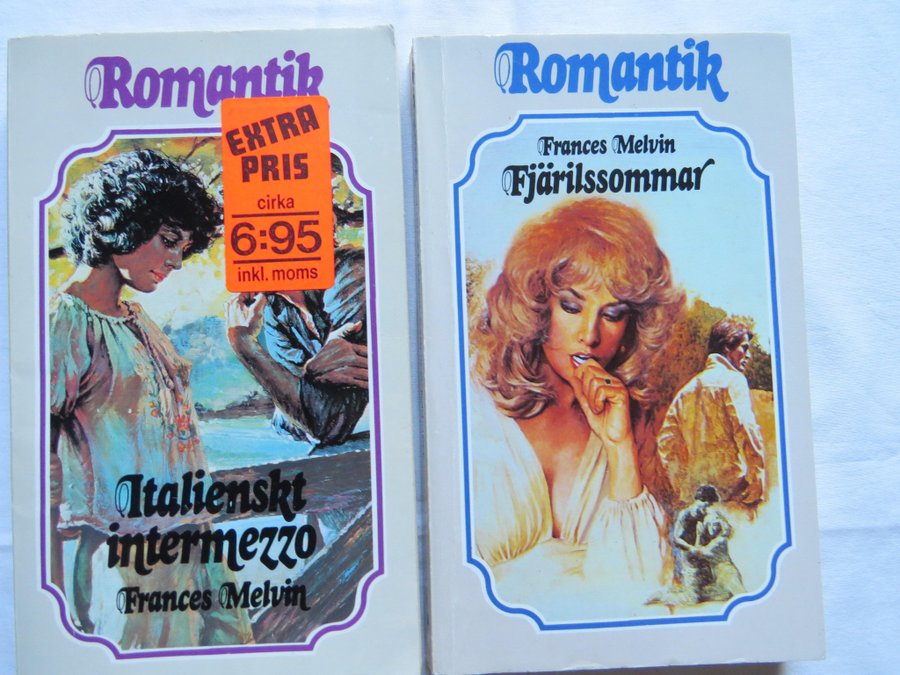 Romantik
EXTRA
PRIS
cirka
6:95
inkl. moms
Italienskt
intermezzo
Frances Melvin
Romantik
Frances Melvin
Fjärilssommar